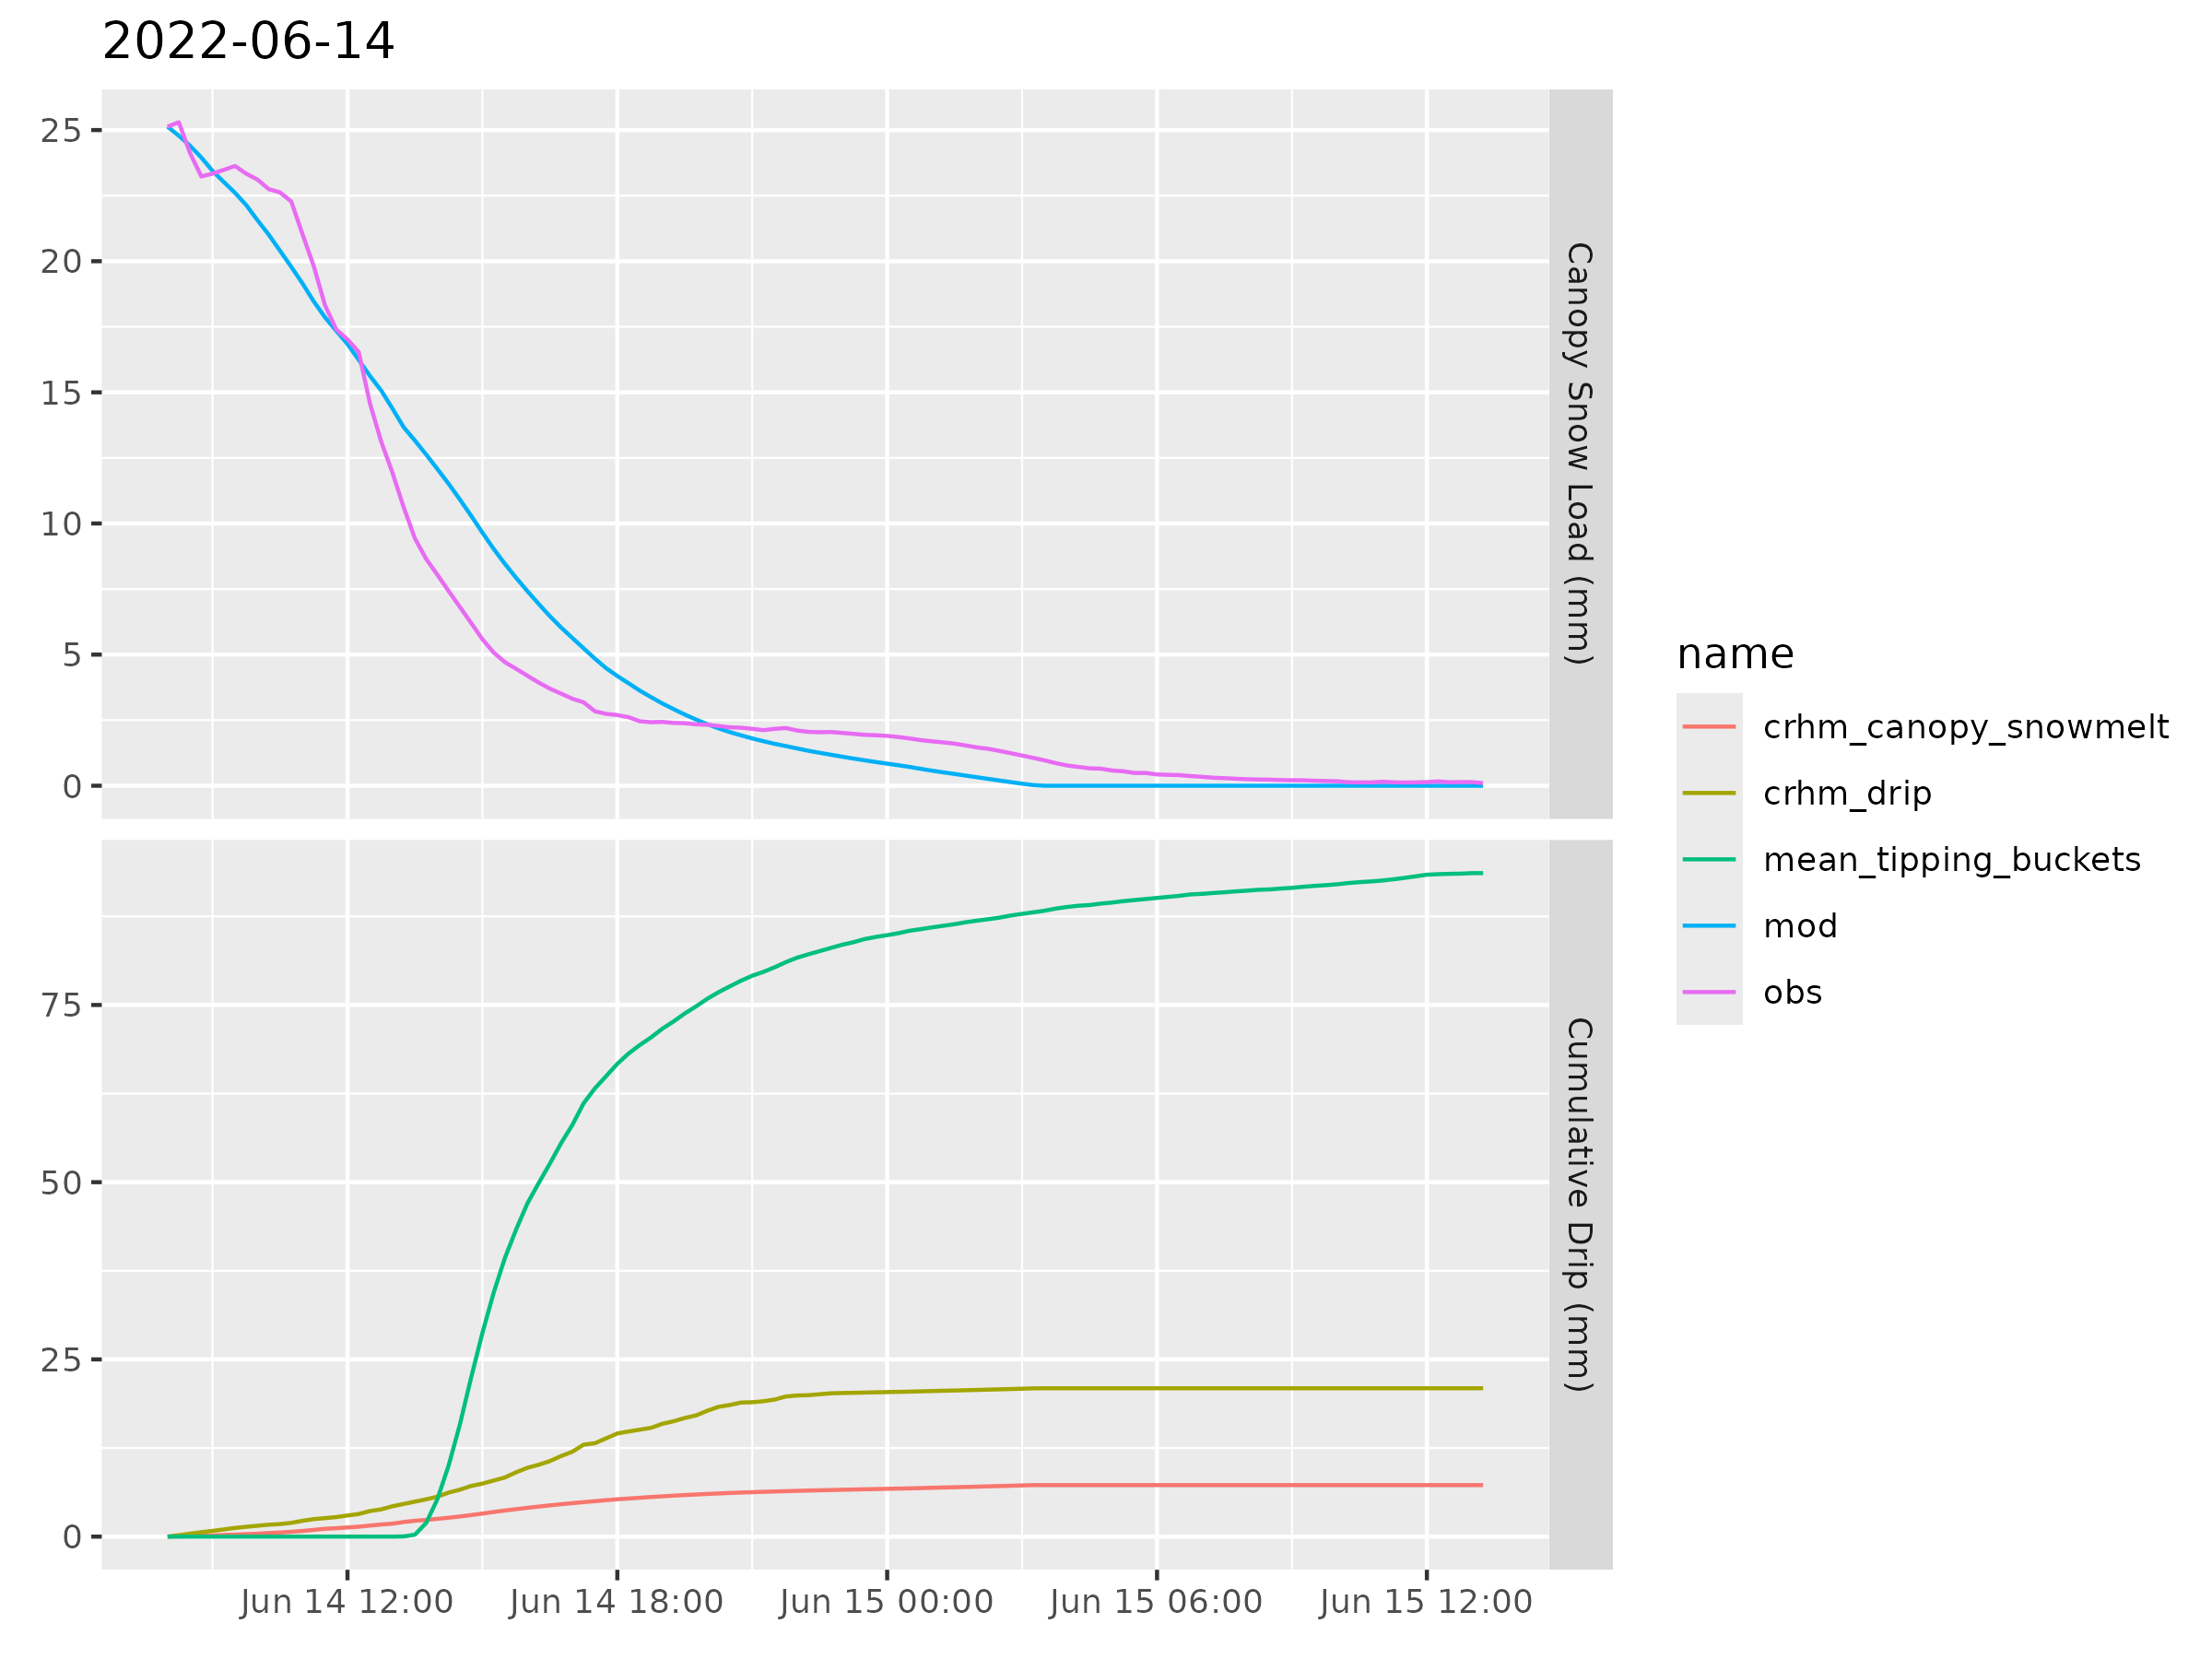 2022-06-14
25
20
15
10
5
0
Canopy Snow Load (mm)
75
50
25
0
Cumulative Drip (mm)
Jun 14 12:00
Jun 14 18:00
Jun 15 00:00
Jun 15 06:00
Jun 15 12:00
name
crhm_canopy_snowmelt
crhm_drip
mean_tipping_buckets
mod
obs